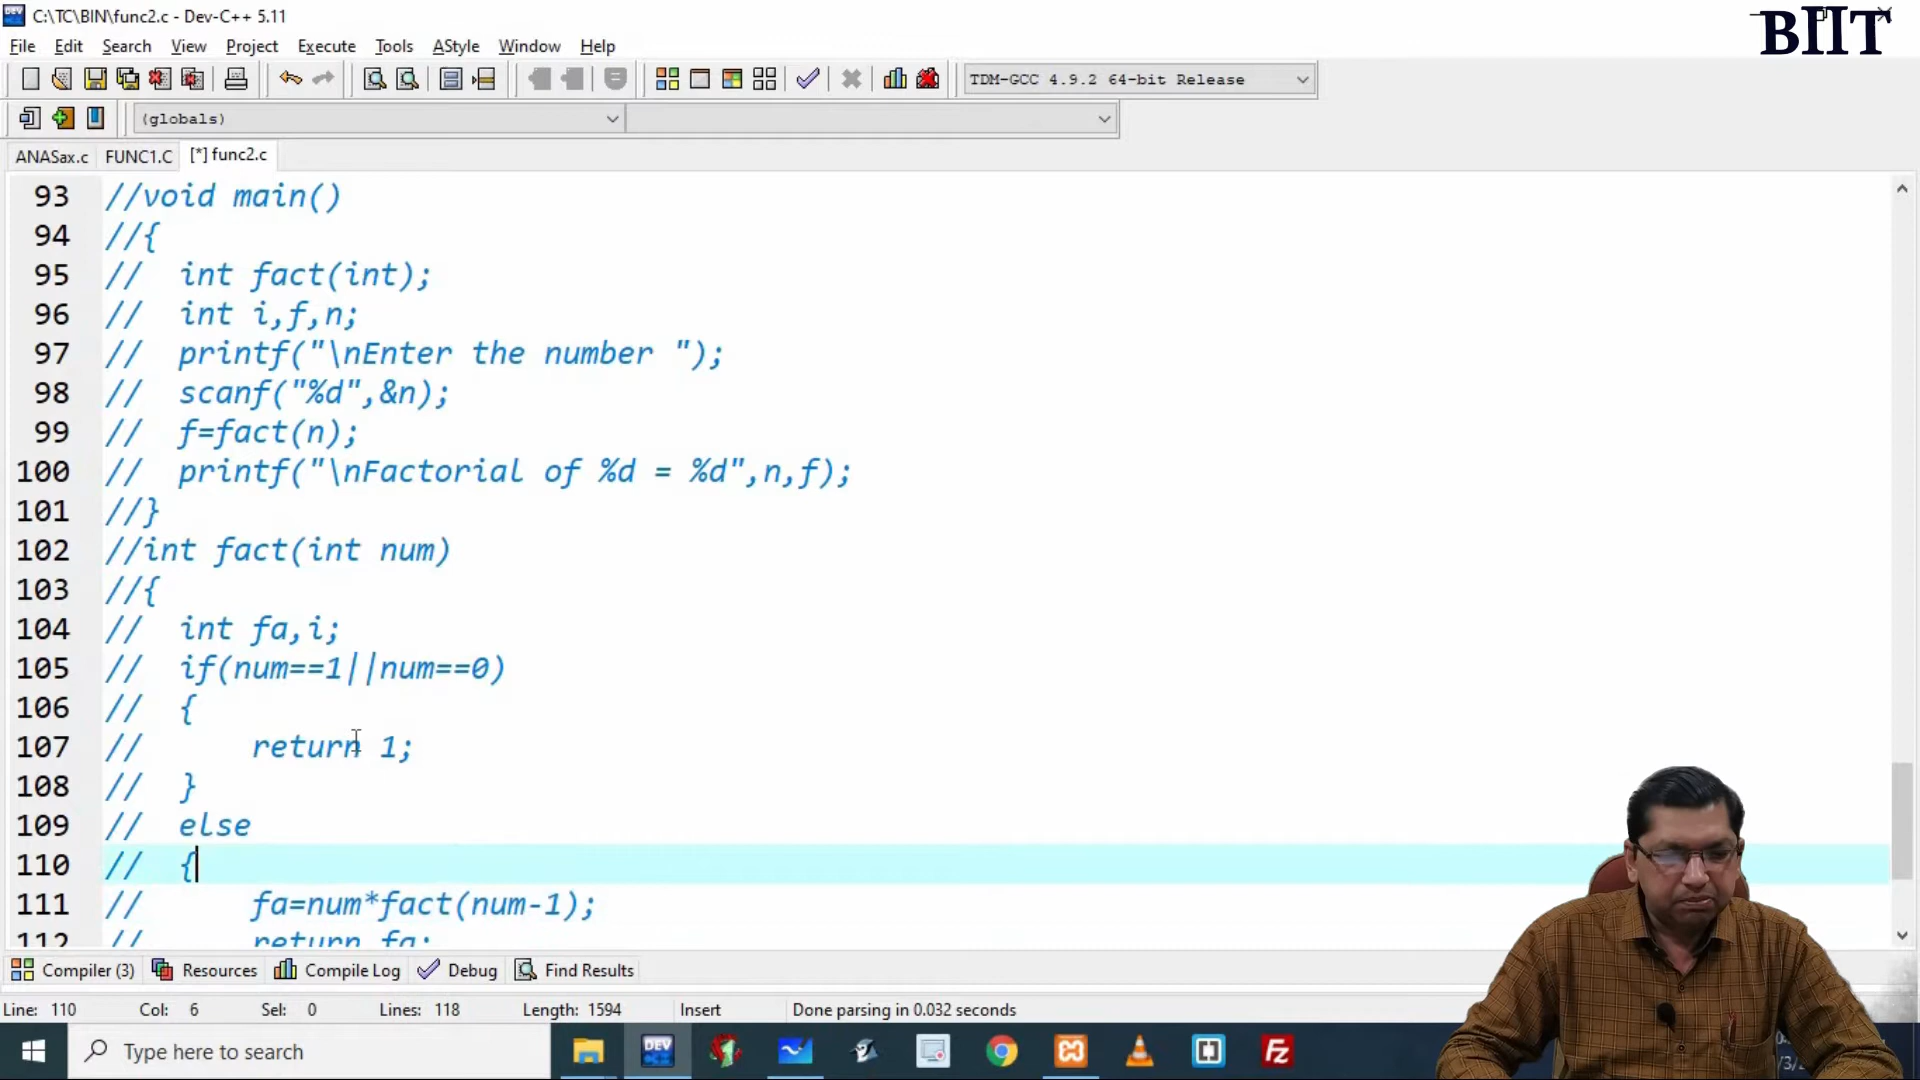 C:\TC\BIN\func2.c - Dev-C++ 5.11
BIIT
File Edit Search View Project Execute Tools AStyle Window Help
TDM-GCC 4.9.2 64-bit Release
(globals)
ANASax.c FUNC1.C [*] func2.c
93 //void main()
94 //{
95 // int fact(int);
96 // int i,f,n;
97 // printf("\nEnter the number ");
98 // scanf("%d",&n);
99 // f=fact(n);
100 // printf("\nFactorial of %d = %d",n,f);
101 //}
102 //int fact(int num)
103 //{
104 // int fa,i;
105 // if(num==1||num==0)
106 // {
107 // return 1;
108 // }
109 // else
110 // {
111 // fa=num*fact(num-1);
112 // return fa;
Compiler (3) Resources Compile Log Debug Find Results
Line: 110 Col: 6 Sel: 0 Lines: 118 Length: 1594 Insert Done parsing in 0.032 seconds
Type here to search
DEV
Fz